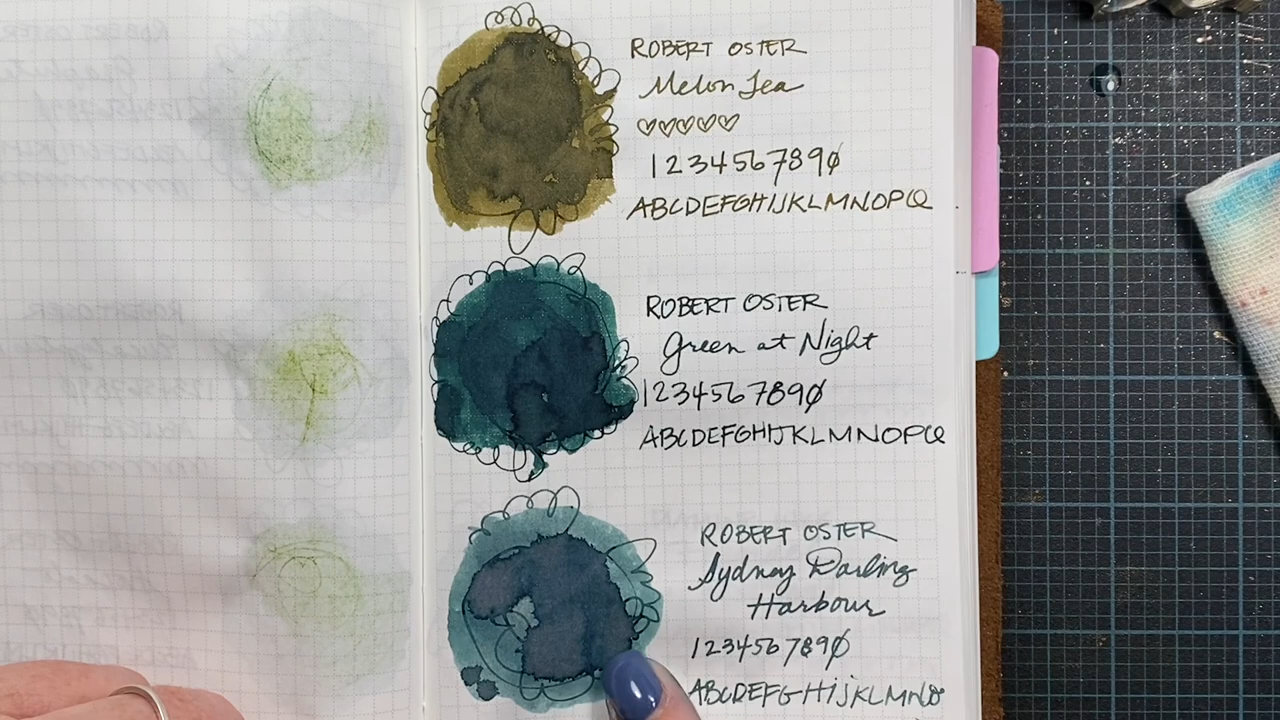 ROBERT OSTER
Melon Tea
♡♡♡♡♡
1234567890
ABCDEFGHIJKLMNOPQ
ROBERT OSTER
Green at Night
1234567890
ABCDEFGHIJKLMNOPQ
ROBERT OSTER
Sydney Darling
Harbour
1234567890
ABCDEFGHIJKLMNO